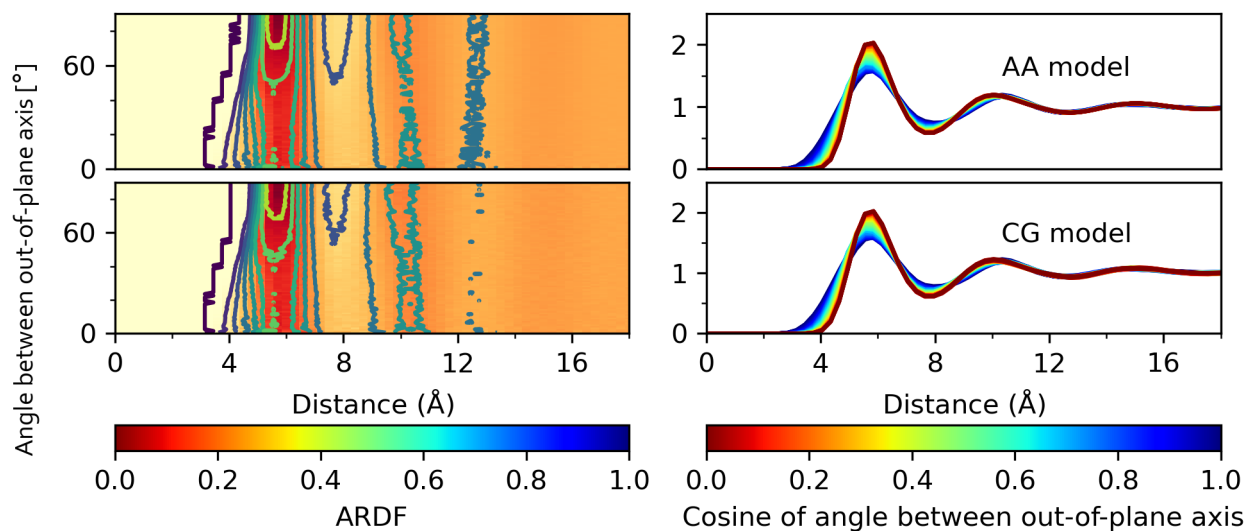 Angle between out-of-plane axis [°]
60
0
60
0
0 4 8 12 16
Distance (Å)
0.0 0.2 0.4 0.6 0.8 1.0
ARDF
2
1
0
AA model
2
1
0
CG model
0 4 8 12 16
Distance (Å)
0.0 0.2 0.4 0.6 0.8 1.0
Cosine of angle between out-of-plane axis